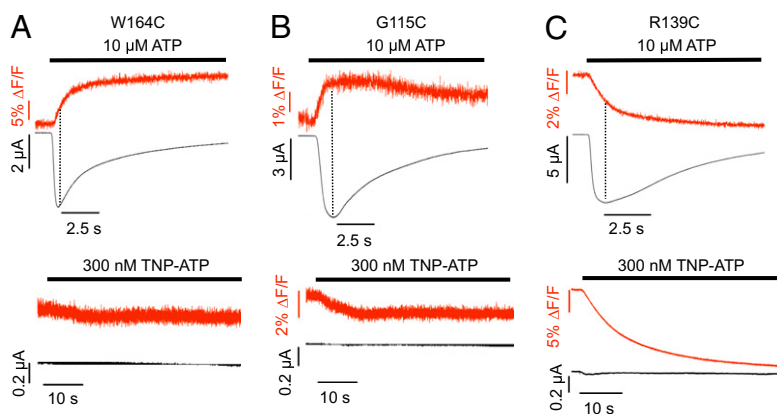 A
W164C
10 µM ATP
5% ΔF/F
2 µA
2.5 s
300 nM TNP-ATP
0.2 µA
10 s
B
G115C
10 µM ATP
1% ΔF/F
3 µA
2.5 s
300 nM TNP-ATP
2% ΔF/F
0.2 µA
10 s
C
R139C
10 µM ATP
2% ΔF/F
5 µA
2.5 s
300 nM TNP-ATP
5% ΔF/F
0.2 µA
10 s